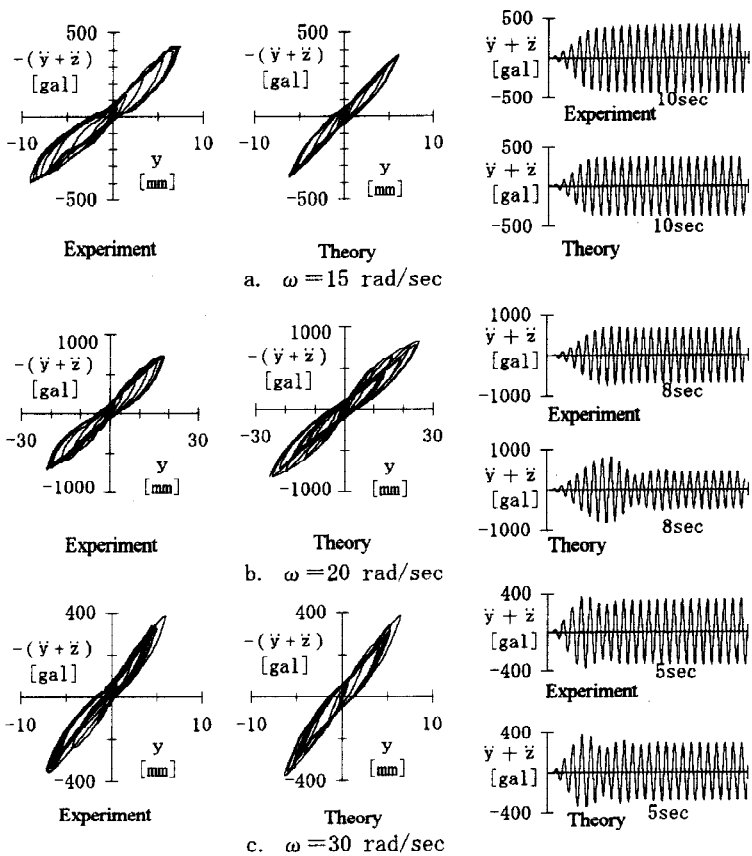 500
-(ÿ+z̈)
[gal]
-10
10
y
[mm]
-500
Experiment
500
-(ÿ+z̈)
[gal]
-10
10
y
[mm]
-500
Theory
500
ÿ+z̈
[gal]
-500
10sec
Experiment
500
ÿ+z̈
[gal]
-500
10sec
Theory
a. ω=15 rad/sec
1000
-(ÿ+z̈)
[gal]
-30
30
y
[mm]
-1000
Experiment
1000
-(ÿ+z̈)
[gal]
-30
30
y
[mm]
-1000
Theory
1000
ÿ+z̈
[gal]
-1000
8sec
Experiment
1000
ÿ+z̈
[gal]
-1000
8sec
Theory
b. ω=20 rad/sec
400
-(ÿ+z̈)
[gal]
-10
10
y
[mm]
-400
Experiment
400
-(ÿ+z̈)
[gal]
-10
10
y
[mm]
-400
Theory
400
ÿ+z̈
[gal]
-400
5sec
Experiment
400
ÿ+z̈
[gal]
-400
5sec
Theory
c. ω=30 rad/sec